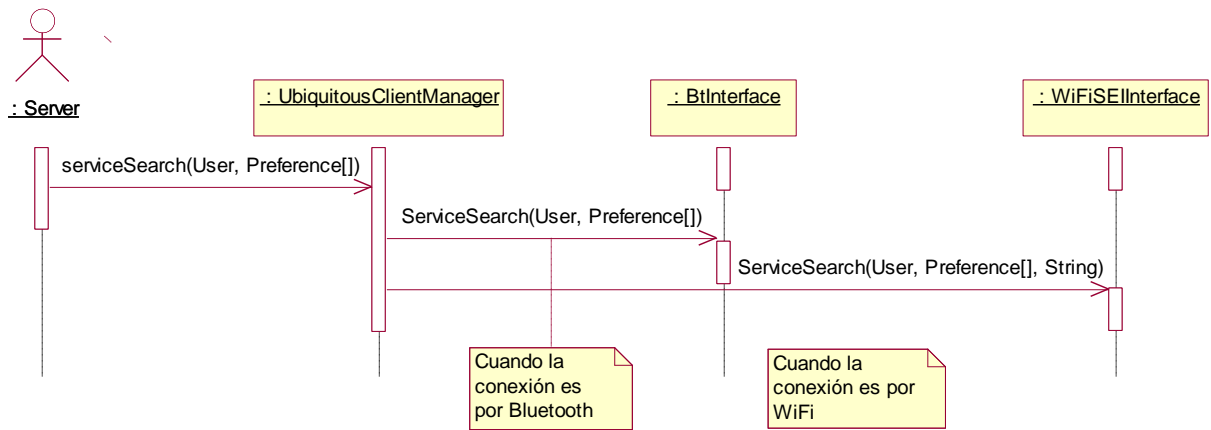 : Server
: UbiquitousClientManager
: BtInterface
: WiFiSEIInterface
serviceSearch(User, Preference[])
ServiceSearch(User, Preference[])
ServiceSearch(User, Preference[], String)
Cuando la
conexión es
por Bluetooth
Cuando la
conexión es por
WiFi